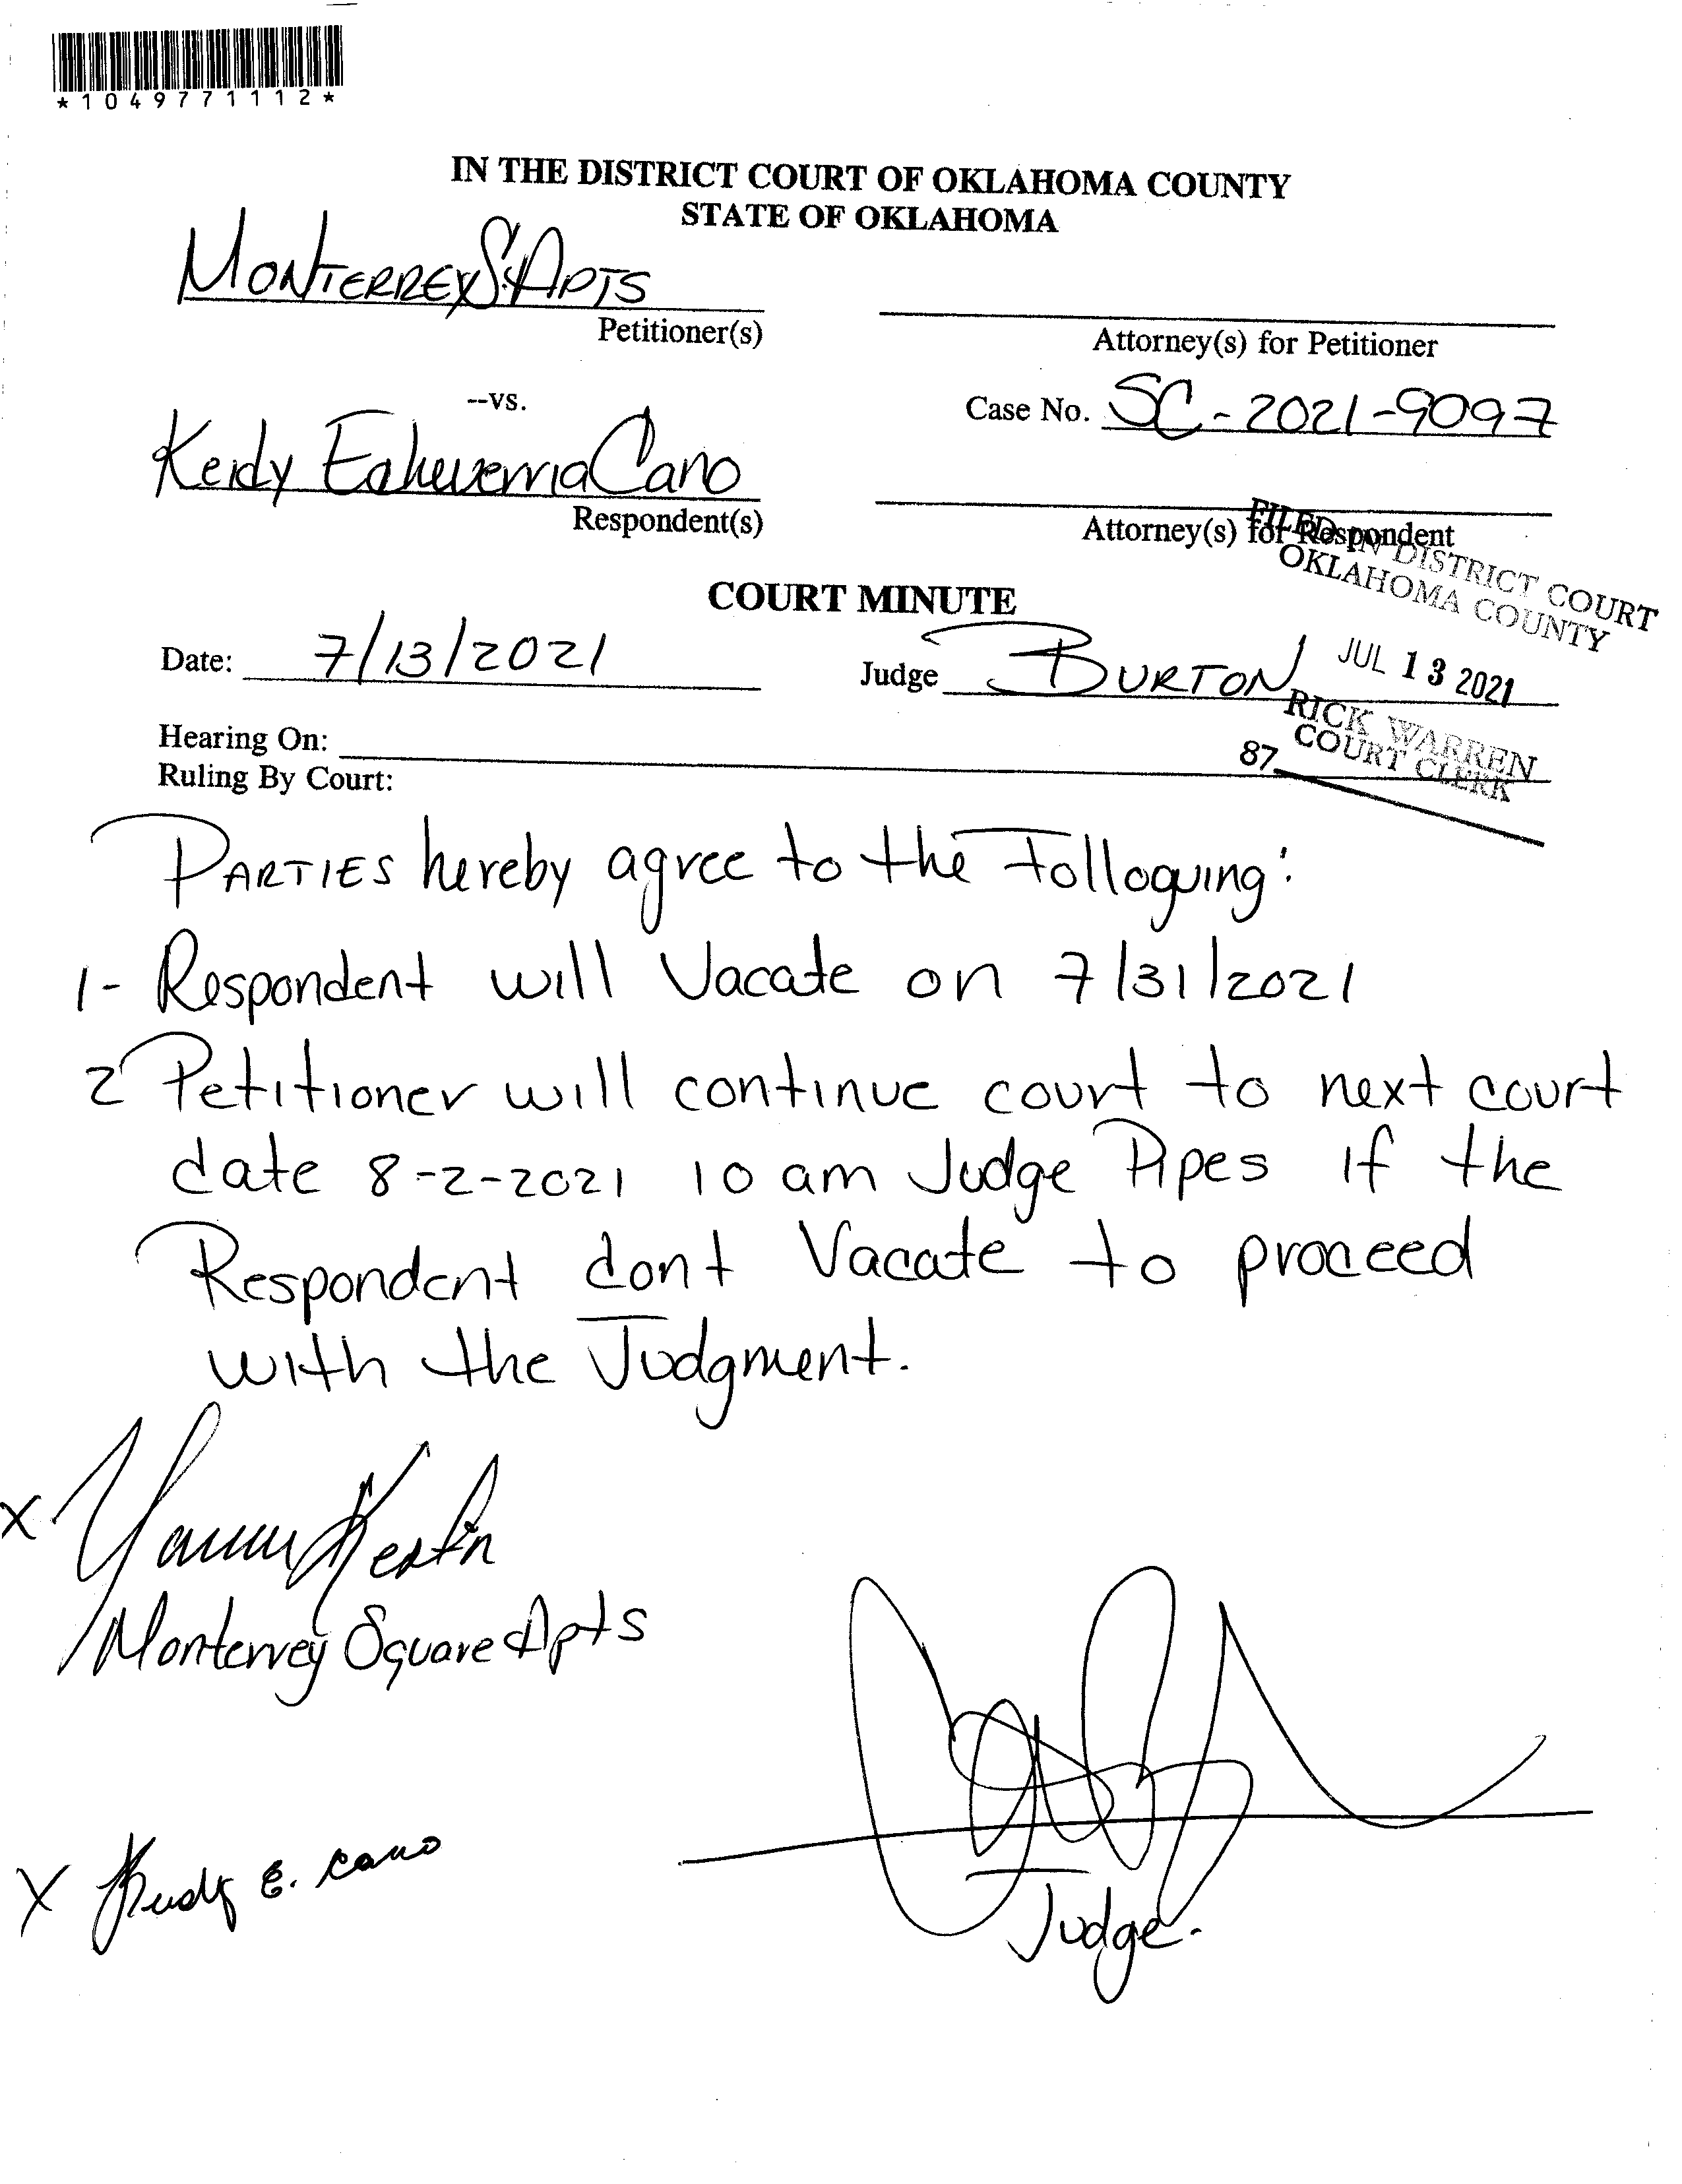 *1049771112*
IN THE DISTRICT COURT OF OKLAHOMA COUNTY
STATE OF OKLAHOMA
MONTERREY Apts
Petitioner(s)
Attorney(s) for Petitioner
--vs.
Case No. SC-2021-9097
Keidy Echeverria Cano
Respondent(s)
Attorney(s) for Respondent
FILED IN DISTRICT COURT
OKLAHOMA COUNTY
COURT MINUTE
JUL 13 2021
Date: 7/13/2021
Judge BURTON
RICK WARREN
COURT CLERK
Hearing On:
87
Ruling By Court:
PARTIES hereby agree to the Folloquing:
1- Respondent will Vacate on 7/31/2021
2 Petitioner will continue court to next court
date 8-2-2021 10 am Judge Pipes If the
Respondent dont Vacate to proceed
with the Judgment.
X
Monterrey Square Apts
X E. Cano
Judge.